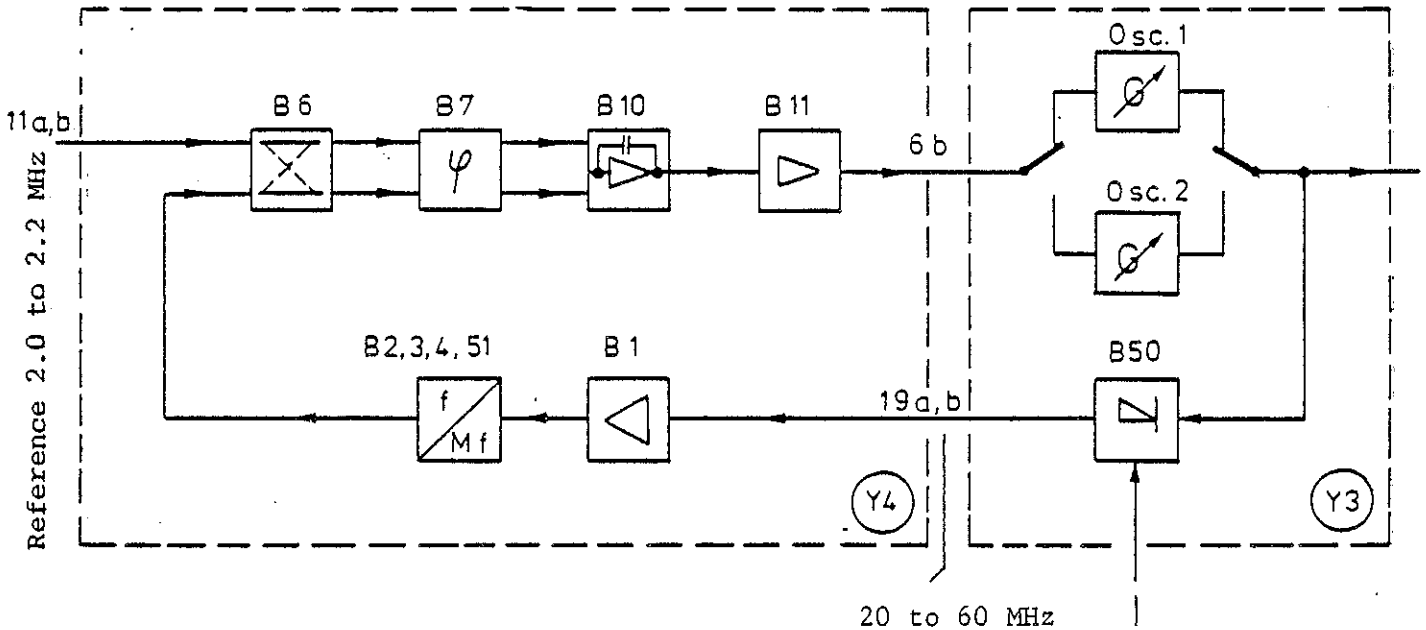 Osc. 1
G
B6
B7
B10
B11
11a,b
6b
φ
Osc. 2
G
Reference 2.0 to 2.2 MHz
B2,3,4,51
B1
B50
19a,b
f
Mf
Y4
Y3
20 to 60 MHz